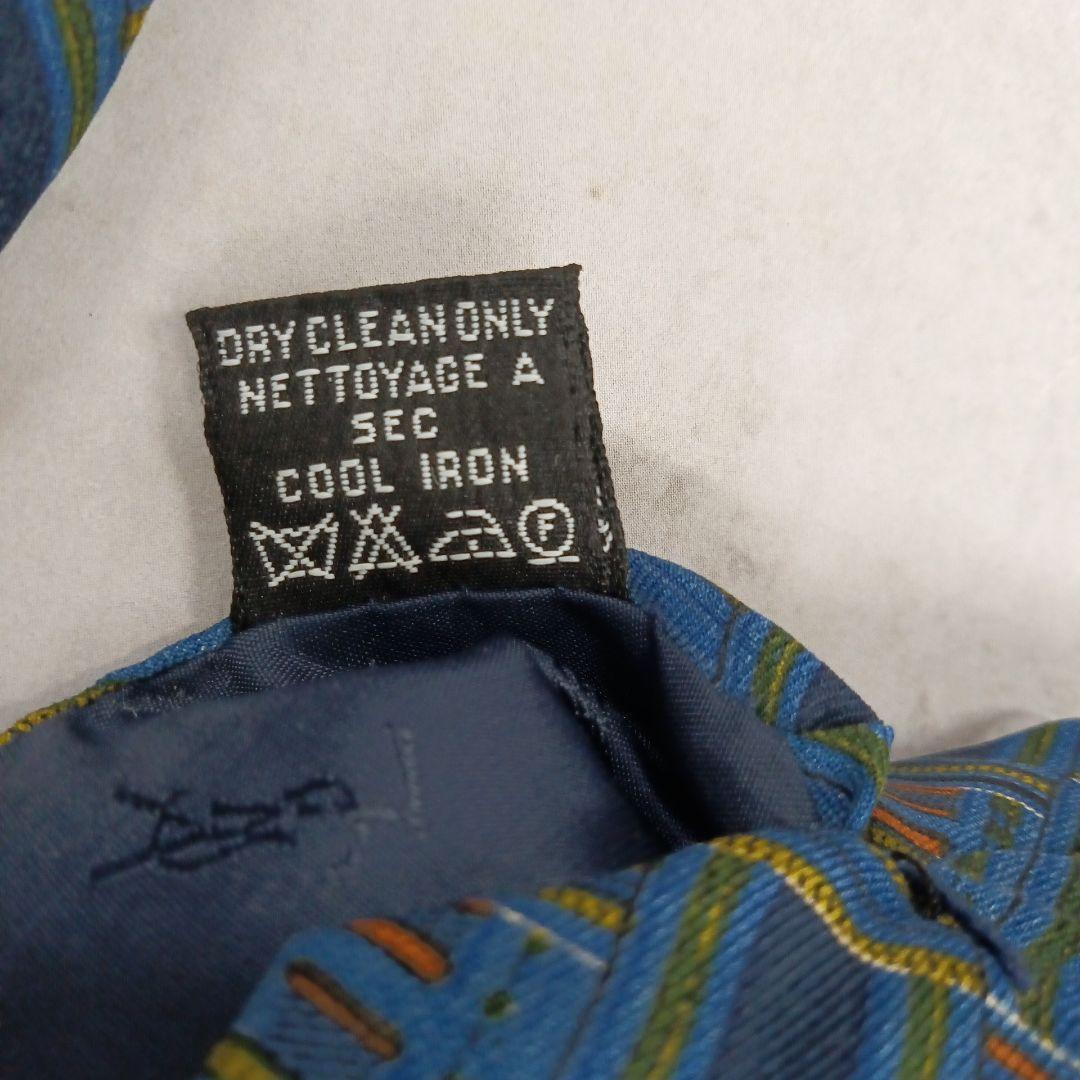 DRY CLEAN ONLY
NETTOYAGE A
SEC
COOL IRON
F